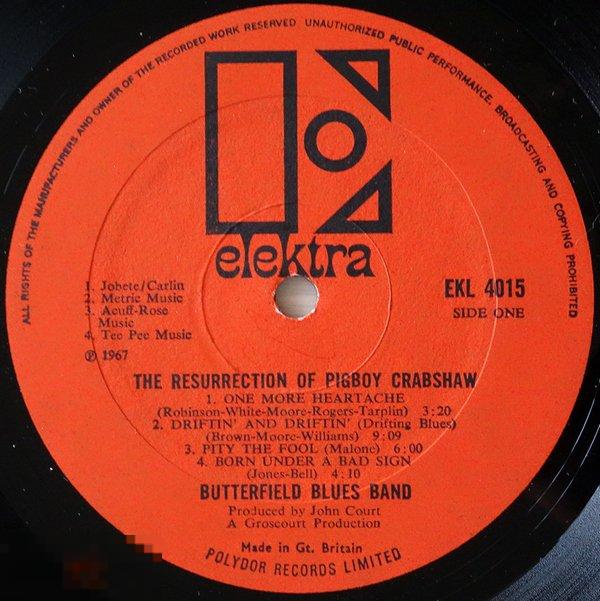 ALL RIGHTS OF THE MANUFACTURERS AND OWNER OF THE RECORDED WORK RESERVED UNAUTHORIZED PUBLIC PERFORMANCE, BROADCASTING AND COPYING PROHIBITED
elektra
1. Jobete/Carlin
2. Metric Music
3. Acuff-Rose
Music
4. Tee Pee Music
℗ 1967
EKL 4015
SIDE ONE
THE RESURRECTION OF PIGBOY CRABSHAW
1. ONE MORE HEARTACHE
(Robinson-White-Moore-Rogers-Tarplin) 3:20
2. DRIFTIN' AND DRIFTIN' (Drifting Blues)
(Brown-Moore-Williams) 9:09
3. PITY THE FOOL (Malone) 6:00
4. BORN UNDER A BAD SIGN
(Jones-Bell) 4:10
BUTTERFIELD BLUES BAND
Produced by John Court
A Groscourt Production
Made in Gt. Britain
POLYDOR RECORDS LIMITED